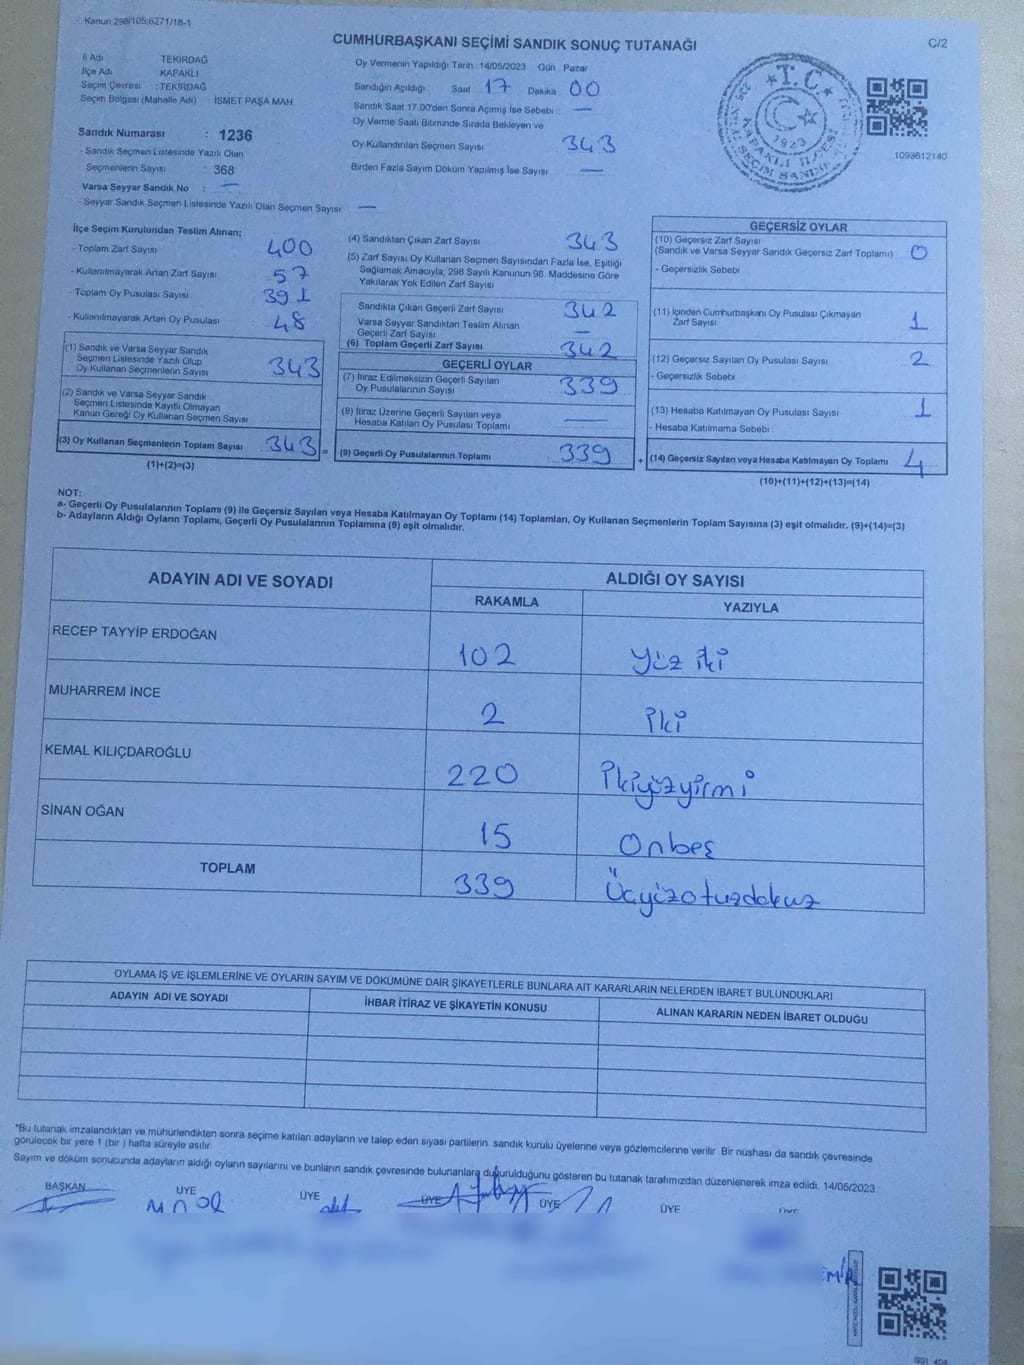 Kanun 298/105;6271/18-1
CUMHURBAŞKANI SEÇİMİ SANDIK SONUÇ TUTANAĞI
C/2
İl Adı : TEKİRDAĞ
İlçe Adı : KAPAKLI
Seçim Çevresi : TEKİRDAĞ
Seçim Bölgesi (Mahalle Adı) İSMET PAŞA MAH
Sandık Numarası : 1236
- Sandık Seçmen Listesinde Yazılı Olan
Seçmenlerin Sayısı : 368
Varsa Seyyar Sandık No : —
- Seyyar Sandık Seçmen Listesinde Yazılı Olan Seçmen Sayısı: —
Oy Vermenin Yapıldığı Tarih :14/05/2023 Gün : Pazar
Sandığın Açıldığı Saat 17 Dakika 00
Sandık Saat 17.00'den Sonra Açılmış İse Sebebi : —
Oy Verme Saati Bitiminde Sırada Bekleyen ve
Oy Kullandırılan Seçmen Sayısı 343
Birden Fazla Sayım Döküm Yapılmış İse Sayısı —
T.C.
KAPAKLI İLÇESİ
1923
1093612140
İlçe Seçim Kurulundan Teslim Alınan;
- Toplam Zarf Sayısı 400
- Kullanılmayarak Artan Zarf Sayısı 57
- Toplam Oy Pusulası Sayısı 391
- Kullanılmayarak Artan Oy Pusulası 48
(1) Sandık ve Varsa Seyyar Sandık
Seçmen Listesinde Yazılı Olup
Oy Kullanan Seçmenlerin Sayısı 343
(2) Sandık ve Varsa Seyyar Sandık
Seçmen Listesinde Kayıtlı Olmayan
Kanun Gereği Oy Kullanan Seçmen Sayısı
(3) Oy Kullanan Seçmenlerin Toplam Sayısı 343 =
(1)+(2)=(3)
(4) Sandıktan Çıkan Zarf Sayısı 343
(5) Zarf Sayısı Oy Kullanan Seçmen Sayısından Fazla İse, Eşitliği
Sağlamak Amacıyla; 298 Sayılı Kanunun 98. Maddesine Göre
Yakılarak Yok Edilen Zarf Sayısı
Sandıkta Çıkan Geçerli Zarf Sayısı 342
Varsa Seyyar Sandıktan Teslim Alınan
Geçerli Zarf Sayısı —
(6) Toplam Geçerli Zarf Sayısı 342
GEÇERLİ OYLAR
(7) İtiraz Edilmeksizin Geçerli Sayılan
Oy Pusulalarının Sayısı 339
(8) İtiraz Üzerine Geçerli Sayılan veya
Hesaba Katılan Oy Pusulası Toplamı —
(9) Geçerli Oy Pusulalarının Toplamı 339 +
GEÇERSİZ OYLAR
(10) Geçersiz Zarf Sayısı
(Sandık ve Varsa Seyyar Sandık Geçersiz Zarf Toplamı) 0
- Geçersizlik Sebebi
(11) İçinden Cumhurbaşkanı Oy Pusulası Çıkmayan
Zarf Sayısı 1
(12) Geçersiz Sayılan Oy Pusulası Sayısı 2
- Geçersizlik Sebebi
(13) Hesaba Katılmayan Oy Pusulası Sayısı 1
- Hesaba Katılmama Sebebi
(14) Geçersiz Sayılan veya Hesaba Katılmayan Oy Toplamı 4
(10)+(11)+(12)+(13)=(14)
NOT:
a- Geçerli Oy Pusulalarının Toplamı (9) ile Geçersiz Sayılan veya Hesaba Katılmayan Oy Toplamı (14) Toplamları, Oy Kullanan Seçmenlerin Toplam Sayısına (3) eşit olmalıdır. (9)+(14)=(3)
b- Adayların Aldığı Oyların Toplamı, Geçerli Oy Pusulalarının Toplamına (9) eşit olmalıdır.
ADAYIN ADI VE SOYADI ALDIĞI OY SAYISI
RAKAMLA YAZIYLA
RECEP TAYYİP ERDOĞAN 102 Yüz iki
MUHARREM İNCE 2 İki
KEMAL KILIÇDAROĞLU 220 İkiyüzyirmi
SİNAN OĞAN 15 Onbeş
TOPLAM 339 Üçyüzotuzdokuz
OYLAMA İŞ VE İŞLEMLERİNE VE OYLARIN SAYIM VE DÖKÜMÜNE DAİR ŞİKAYETLERLE BUNLARA AİT KARARLARIN NELERDEN İBARET BULUNDUKLARI
ADAYIN ADI VE SOYADI İHBAR İTİRAZ VE ŞİKAYETİN KONUSU ALINAN KARARIN NEDEN İBARET OLDUĞU
*Bu tutanak imzalandıktan ve mühürlendikten sonra seçime katılan adayların ve talep eden siyasi partilerin sandık kurulu üyelerine veya gözlemcilerine verilir. Bir nüshası da sandık çevresinde
görülecek bir yere 1 (bir ) hafta süreyle asılır.
Sayım ve döküm sonucunda adayların aldığı oyların sayılarını ve bunların sandık çevresinde bulunanlara duyurulduğunu gösteren bu tutanak tarafımızdan düzenlenerek imza edildi. 14/05/2023
BAŞKAN ÜYE ÜYE ÜYE ÜYE ÜYE ÜYE